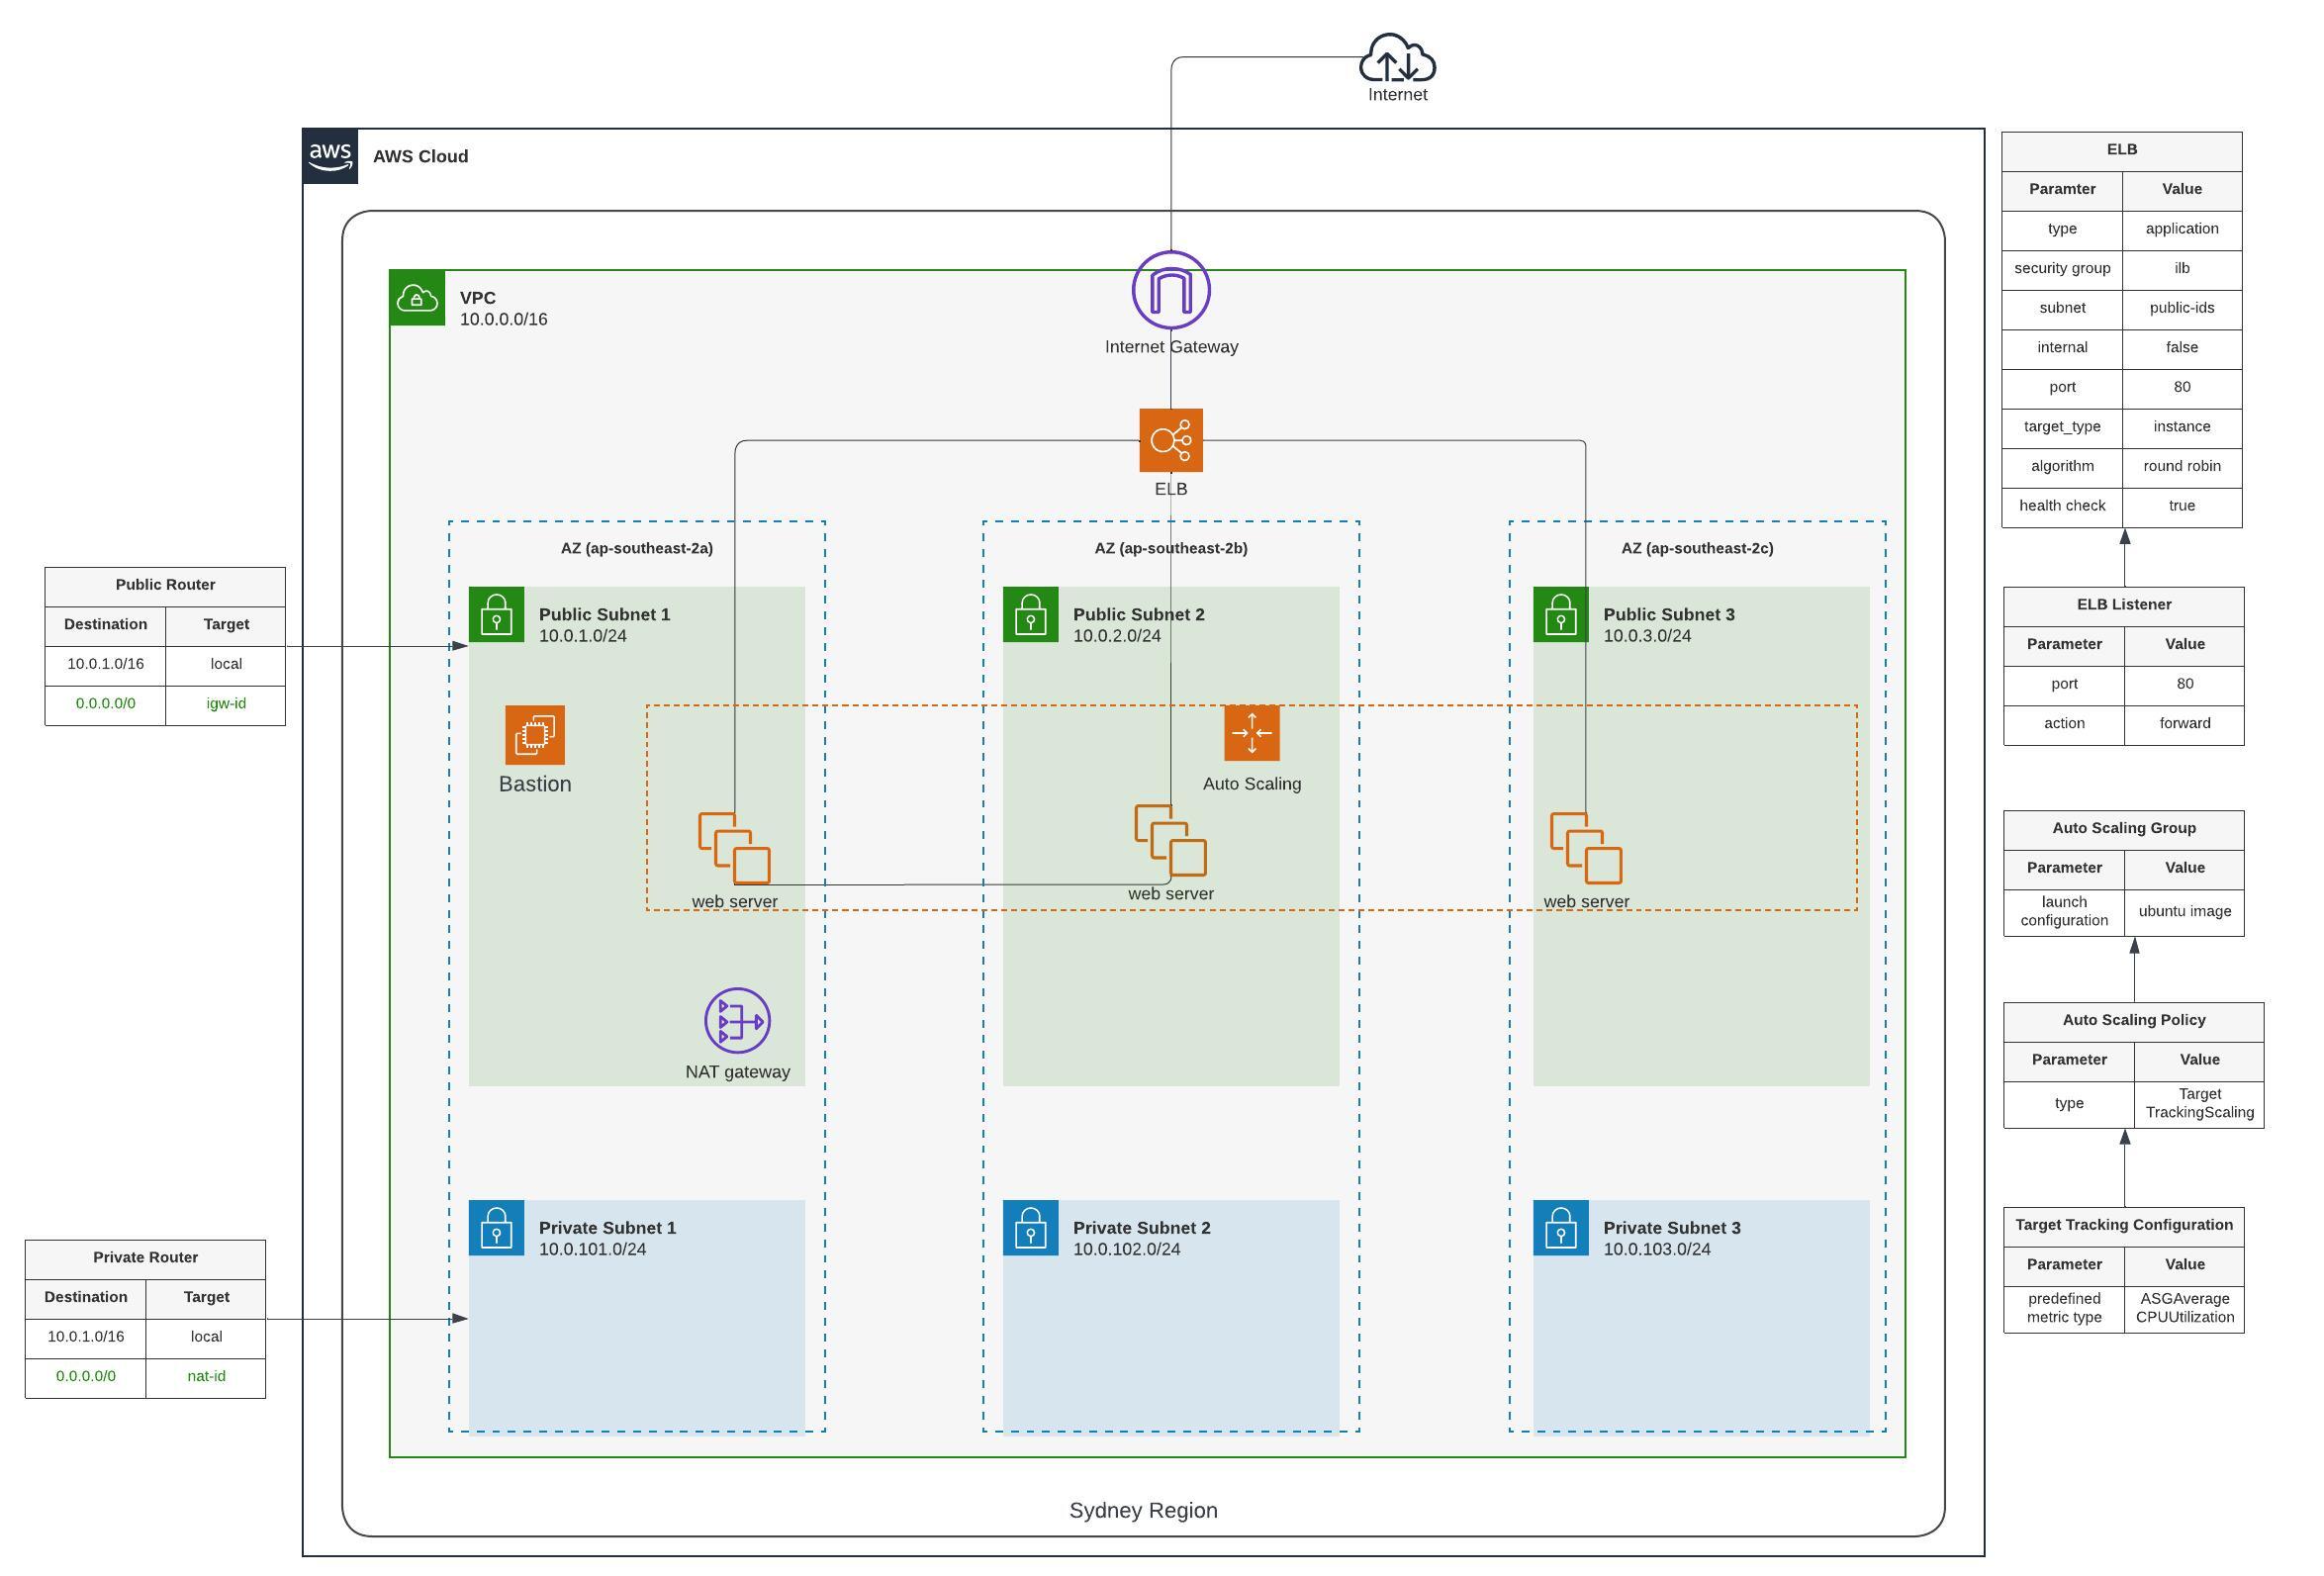 Internet
aws
AWS Cloud
VPC
10.0.0.0/16
Internet Gateway
ELB
AZ (ap-southeast-2a)
AZ (ap-southeast-2b)
AZ (ap-southeast-2c)
Public Subnet 1
10.0.1.0/24
Public Subnet 2
10.0.2.0/24
Public Subnet 3
10.0.3.0/24
Bastion
Auto Scaling
web server
web server
web server
NAT gateway
Private Subnet 1
10.0.101.0/24
Private Subnet 2
10.0.102.0/24
Private Subnet 3
10.0.103.0/24
Sydney Region
Public Router
Destination Target
10.0.1.0/16 local
0.0.0.0/0 igw-id
Private Router
Destination Target
10.0.1.0/16 local
0.0.0.0/0 nat-id
ELB
Paramter Value
type application
security group ilb
subnet public-ids
internal false
port 80
target_type instance
algorithm round robin
health check true
ELB Listener
Parameter Value
port 80
action forward
Auto Scaling Group
Parameter Value
launch
configuration
ubuntu image
Auto Scaling Policy
Parameter Value
type
Target
TrackingScaling
Target Tracking Configuration
Parameter Value
predefined
metric type
ASGAverage
CPUUtilization